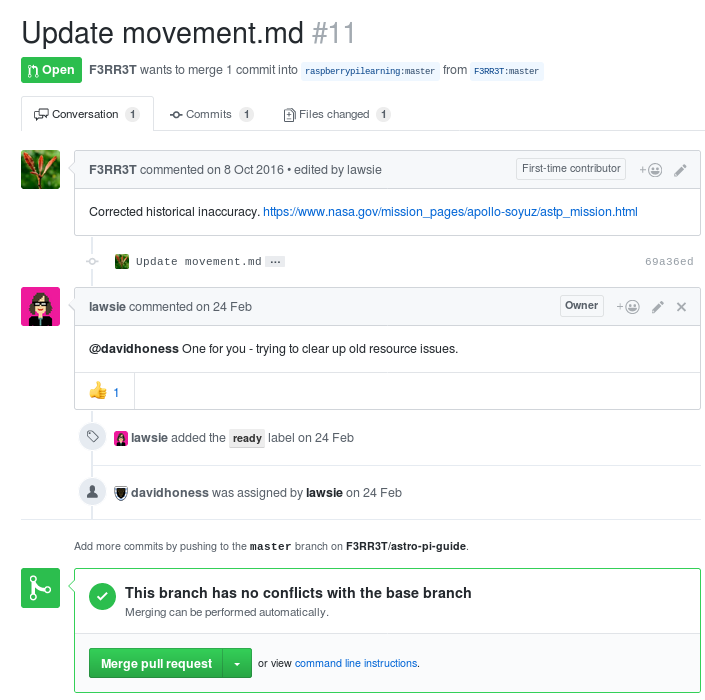 Update movement.md #11
Open F3RR3T wants to merge 1 commit into raspberrypilearning:master from F3RR3T:master
Conversation 1 Commits 1 Files changed 1
F3RR3T commented on 8 Oct 2016 • edited by lawsie First-time contributor
Corrected historical inaccuracy. https://www.nasa.gov/mission_pages/apollo-soyuz/astp_mission.html
Update movement.md … 69a36ed
lawsie commented on 24 Feb Owner
@davidhoness One for you - trying to clear up old resource issues.
👍 1
lawsie added the ready label on 24 Feb
davidhoness was assigned by lawsie on 24 Feb
Add more commits by pushing to the master branch on F3RR3T/astro-pi-guide.
This branch has no conflicts with the base branch
Merging can be performed automatically.
Merge pull request or view command line instructions.